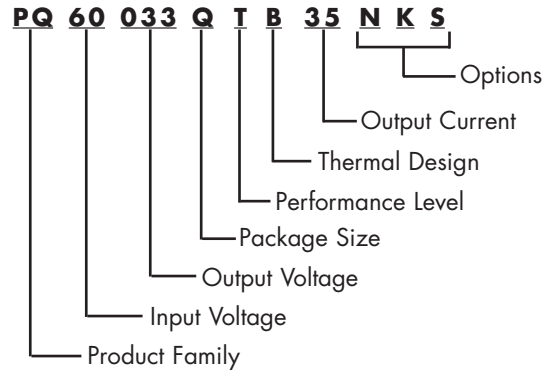 PQ 60 033 Q T B 35 N K S
Options
Output Current
Thermal Design
Performance Level
Package Size
Output Voltage
Input Voltage
Product Family